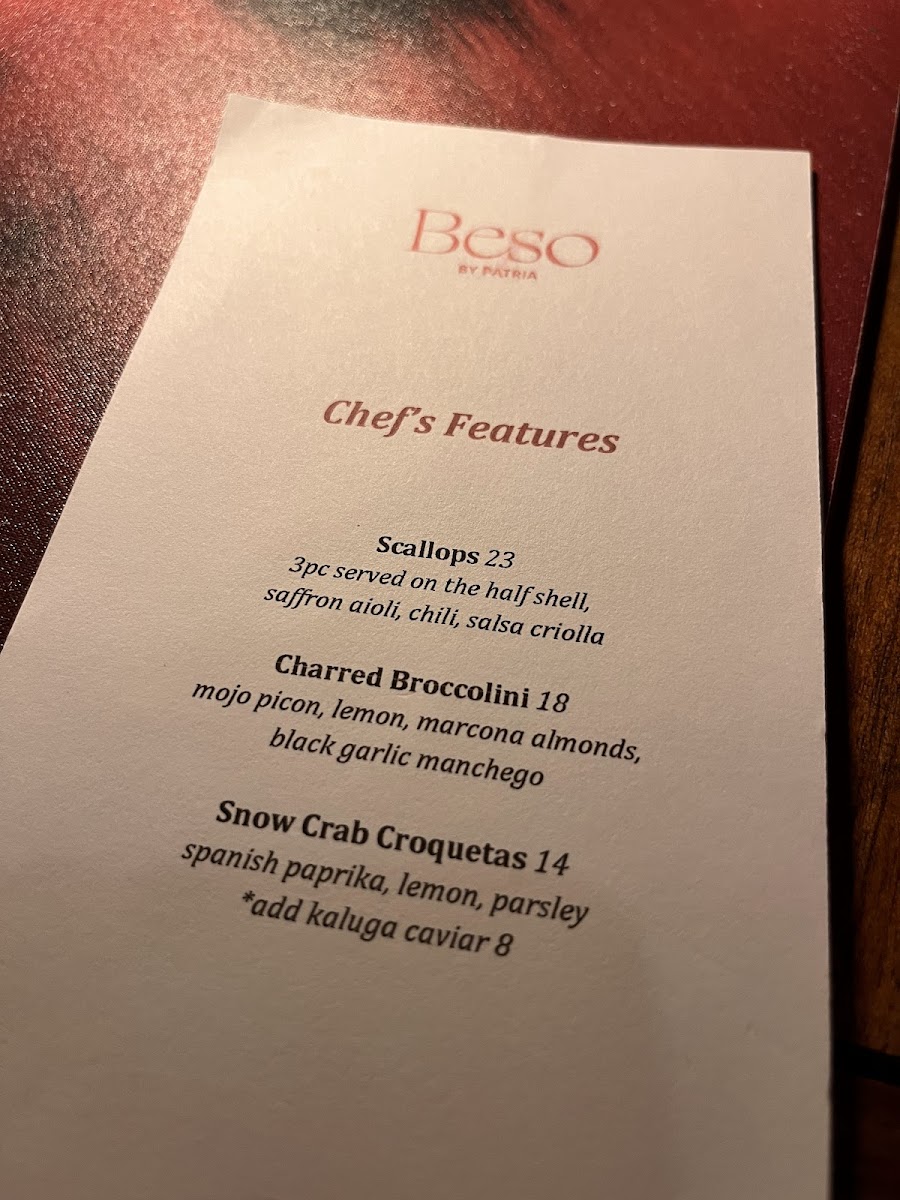 Beso
BY PATRIA
Chef's Features
Scallops 23
3pc served on the half shell,
saffron aioli, chili, salsa criolla
Charred Broccolini 18
mojo picon, lemon, marcona almonds,
black garlic manchego
Snow Crab Croquetas 14
spanish paprika, lemon, parsley
*add kaluga caviar 8